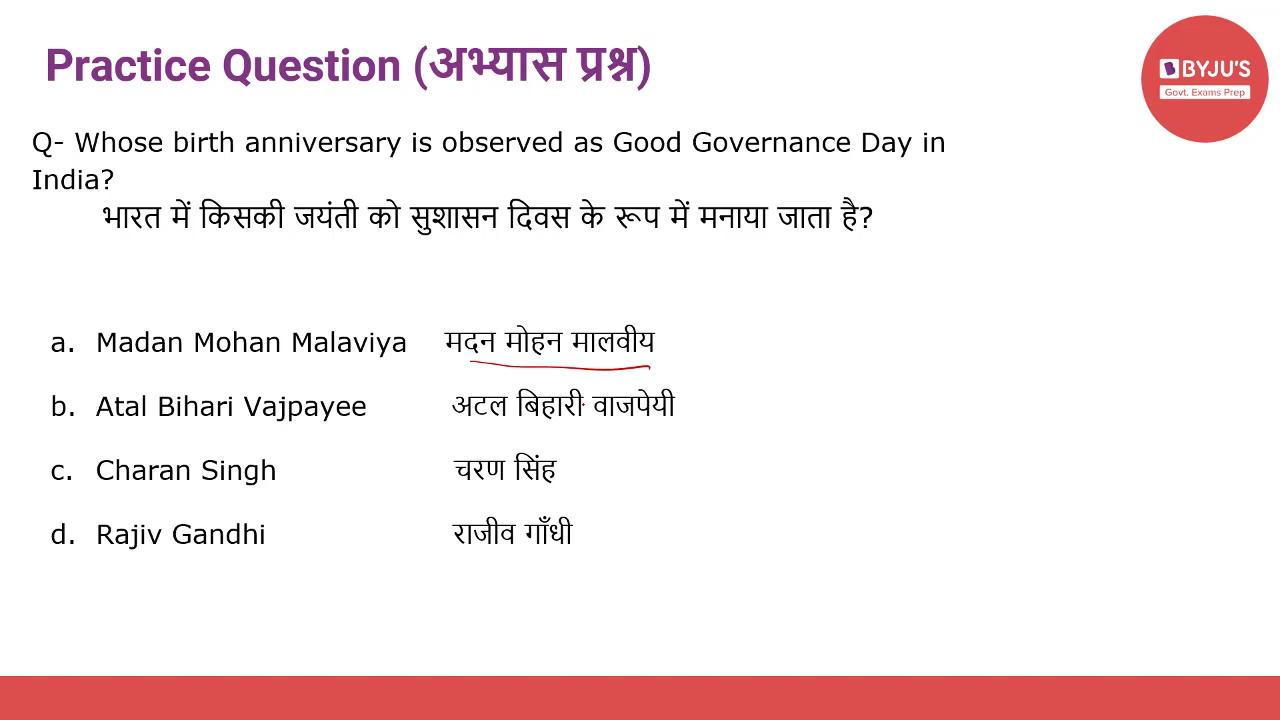 Practice Question (अभ्यास प्रश्न)
BYJU'S
Govt. Exams Prep
Q- Whose birth anniversary is observed as Good Governance Day in
India?
भारत में किसकी जयंती को सुशासन दिवस के रूप में मनाया जाता है?
a. Madan Mohan Malaviya मदन मोहन मालवीय
b. Atal Bihari Vajpayee अटल बिहारी वाजपेयी
c. Charan Singh चरण सिंह
d. Rajiv Gandhi राजीव गाँधी